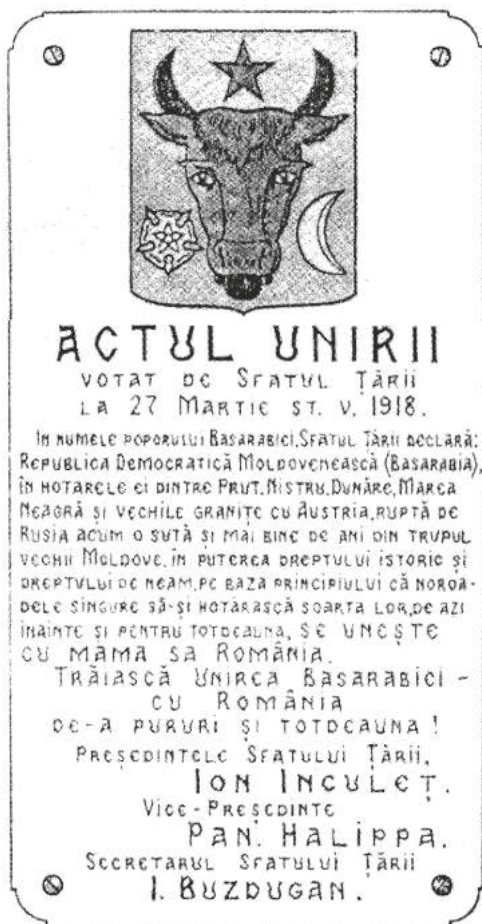 ACTUL UNIRII
VOTAT DE SFATUL ȚĂRII
LA 27 MARTIE ST. V. 1918.
IN NUMELE POPORULUI BASARABIEI, SFATUL ȚĂRII DECLARĂ:
REPUBLICA DEMOCRATICĂ MOLDOVENEASCĂ (BASARABIA),
ÎN HOTARELE EI DINTRE PRUT, NISTRU, DUNĂRE, MAREA
NEAGRĂ ȘI VECHILE GRANIȚE CU AUSTRIA, RUPTĂ DE
RUSIA ACUM O SUTĂ ȘI MAI BINE DE ANI DIN TRUPUL
VECHII MOLDOVE, ÎN PUTEREA DREPTULUI ISTORIC ȘI
DREPTULUI DE NEAM, PE BAZA PRINCIPIULUI CĂ NOROA-
DELE SINGURE SĂ-ȘI HOTĂRASCĂ SOARTA LOR, DE AZI
ÎNAINTE ȘI PENTRU TOTDEAUNA, SE UNEȘTE
CU MAMA SA ROMÂNIA.
TRĂIASCĂ UNIREA BASARABIEI -
CU ROMÂNIA
DE-A PURURI ȘI TOTDEAUNA!
PREȘEDINTELE SFATULUI ȚĂRII,
ION INCULEȚ.
VICE-PREȘEDINTE
PAN. HALIPPA.
SECRETARUL SFATULUI ȚĂRII
I. BUZDUGAN.